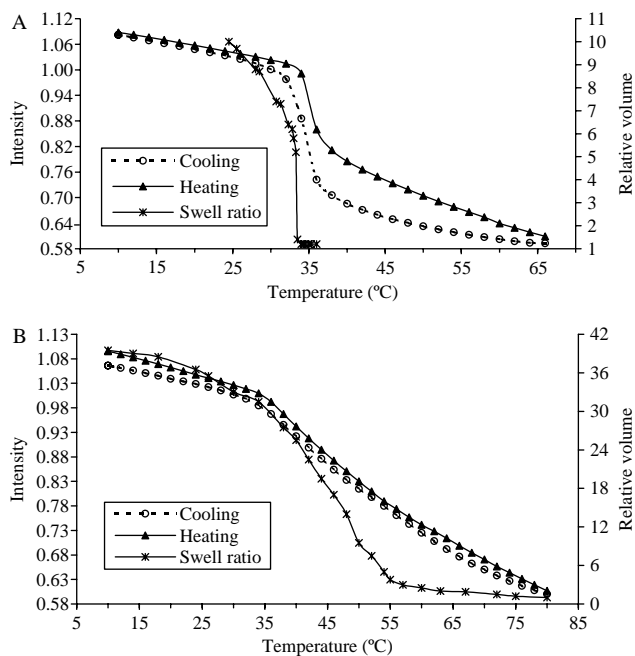 A
1.12
1.06
1.00
0.94
0.88
0.82
0.76
0.70
0.64
0.58
Intensity
Cooling
Heating
Swell ratio
11
10
9
8
7
6
5
4
3
2
1
Relative volume
5 15 25 35 45 55 65
Temperature (ºC)
B
1.13
1.08
1.03
0.98
0.93
0.88
0.83
0.78
0.73
0.68
0.63
0.58
Intensity
Cooling
Heating
Swell ratio
42
36
30
24
18
12
6
0
Relative volume
5 15 25 35 45 55 65 75 85
Temperature (ºC)